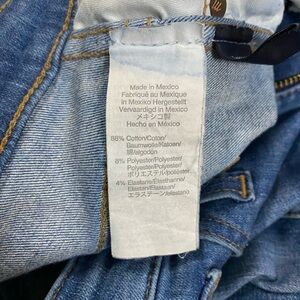 Made in Mexico
Fabriqué au Mexique
in Mexiko Hergestellt
Vervaardigd in Mexico
メキシコ製
Hecho en México
88% Cotton/Coton/
Baumwolle/Katoen/
綿/algodón
8% Polyester/Polyester/
Polyester/Polyester/
ポリエステル/poliéster
4% Elastane/Elasthanne/
Elastan/Elastaan/
エラステーン/elastano